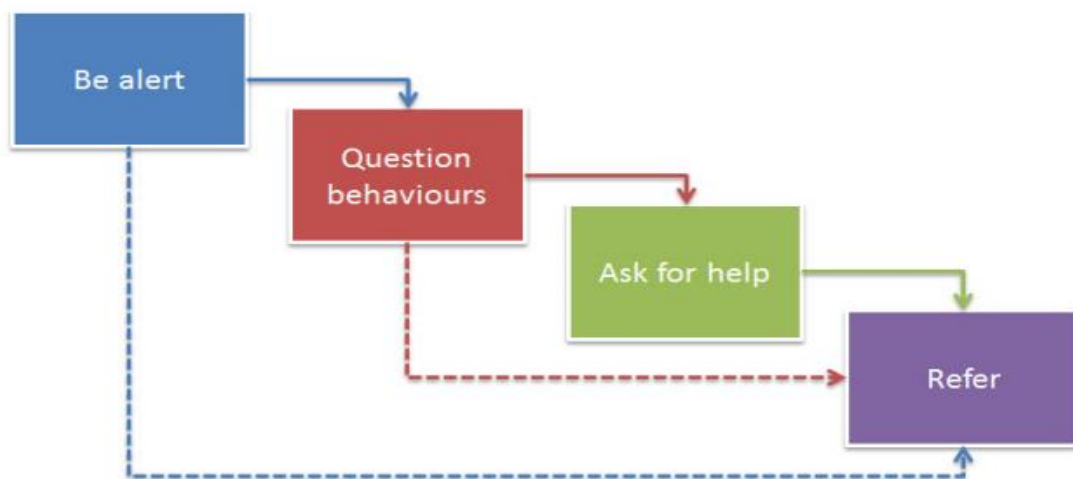 Be alert
Question
behaviours
Ask for help
Refer